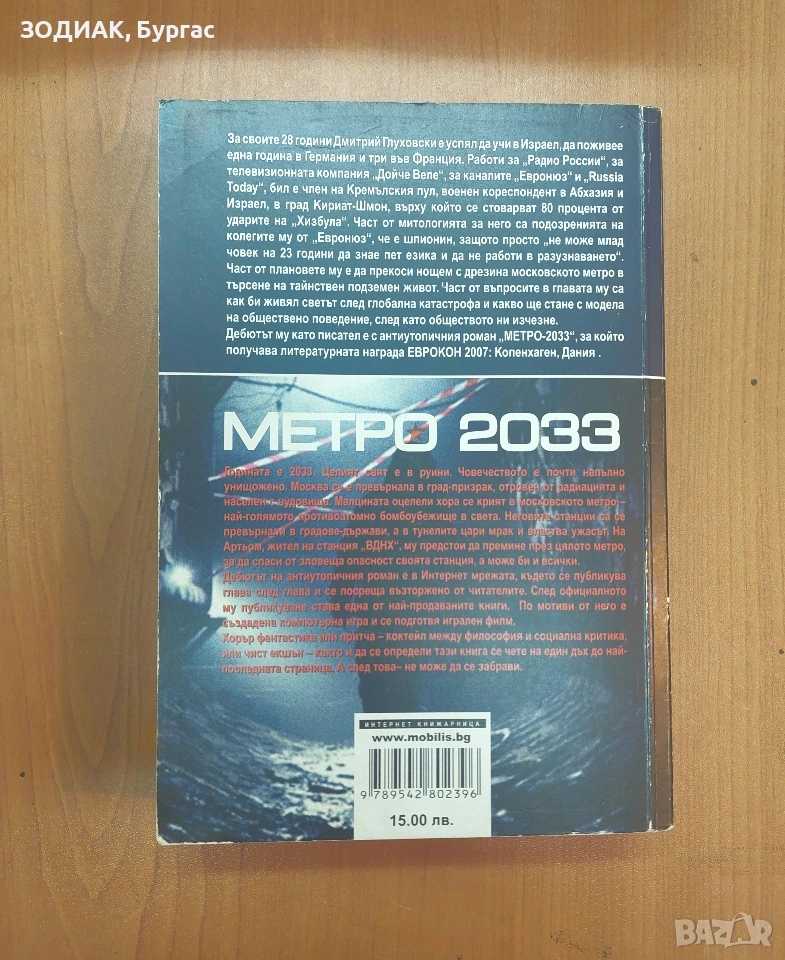 ЗОДИАК, Бургас
За своите 28 години Дмитрий Глуховски е успял да учи в Израел, да поживее
една година в Германия и три във Франция. Работи за „Радио России“, за
телевизионната компания „Дойче Веле“, за каналите „Евронюз“ и „Russia
Today“, бил е член на Кремълския пул, военен кореспондент в Абхазия и
Израел, в град Кириат-Шмон, върху който се стоварват 80 процента от
ударите на „Хизбула“. Част от митологията за него са подозренията на
колегите му от „Евронюз“, че е шпионин, защото просто „не може млад
човек на 23 години да знае пет езика и да не работи в разузнаването“.
Част от плановете му е да прекоси нощем с дрезина московското метро в
търсене на тайнствен подземен живот. Част от въпросите в главата му са
как би живял светът след глобална катастрофа и какво ще стане с модела
на обществено поведение, след като обществото ни изчезне.
Дебютът му като писател е с антиутопичния роман „МЕТРО-2033“, за който
получава литературната награда ЕВРОКОН 2007: Копенхаген, Дания .
МЕТРО 2033
Годината е 2033. Целият свят е в руини. Човечеството е почти напълно
унищожено. Москва се е превърнала в град-призрак, отровен от радиацията и
населен с чудовища. Малцината оцелели хора се крият в московското метро –
най-голямото противоатомно бомбоубежище в света. Неговите станции са се
превърнали в градове-държави, а в тунелите цари мрак и властва ужасът. На
Артьом, жител на станция „ВДНХ“, му предстои да премине през цялото метро,
за да спаси от зловеща опасност своята станция, а може би и всички.
Дебютът на антиутопичния роман е в Интернет мрежата, където се публикува
глава след глава и се посреща възторжено от читателите. След официалното
му публикуване става една от най-продаваните книги. По мотиви от него е
създадена компютърна игра и се подготвя игрален филм.
Хорър фантастика или притча – коктейл между философия и социална критика,
или чист екшън – както и да се определи тази книга се чете на един дъх до най-
последната страница. А след това– не може да се забрави.
ИНТЕРНЕТ КНИЖАРНИЦА
www.mobilis.bg
9 789542 802396
15.00 лв.
BAZAR